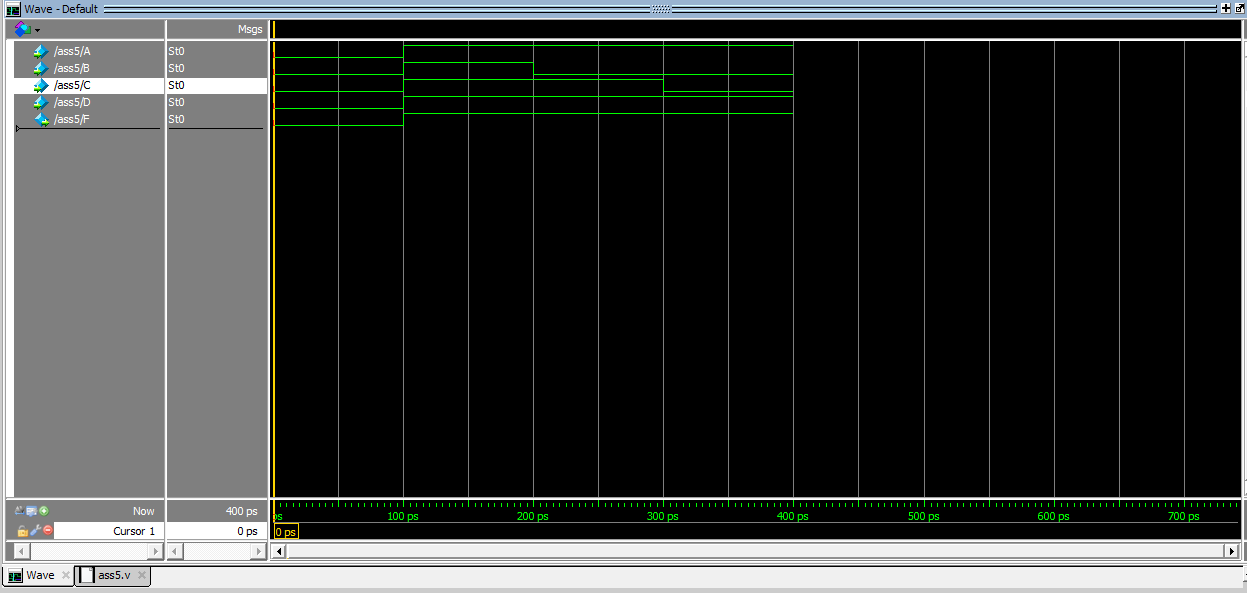 Wave - Default
Msgs
/ass5/A St0
/ass5/B St0
/ass5/C St0
/ass5/D St0
/ass5/F St0
Now 400 ps ps 100 ps 200 ps 300 ps 400 ps 500 ps 600 ps 700 ps
Cursor 1 0 ps 0 ps
Wave ass5.v